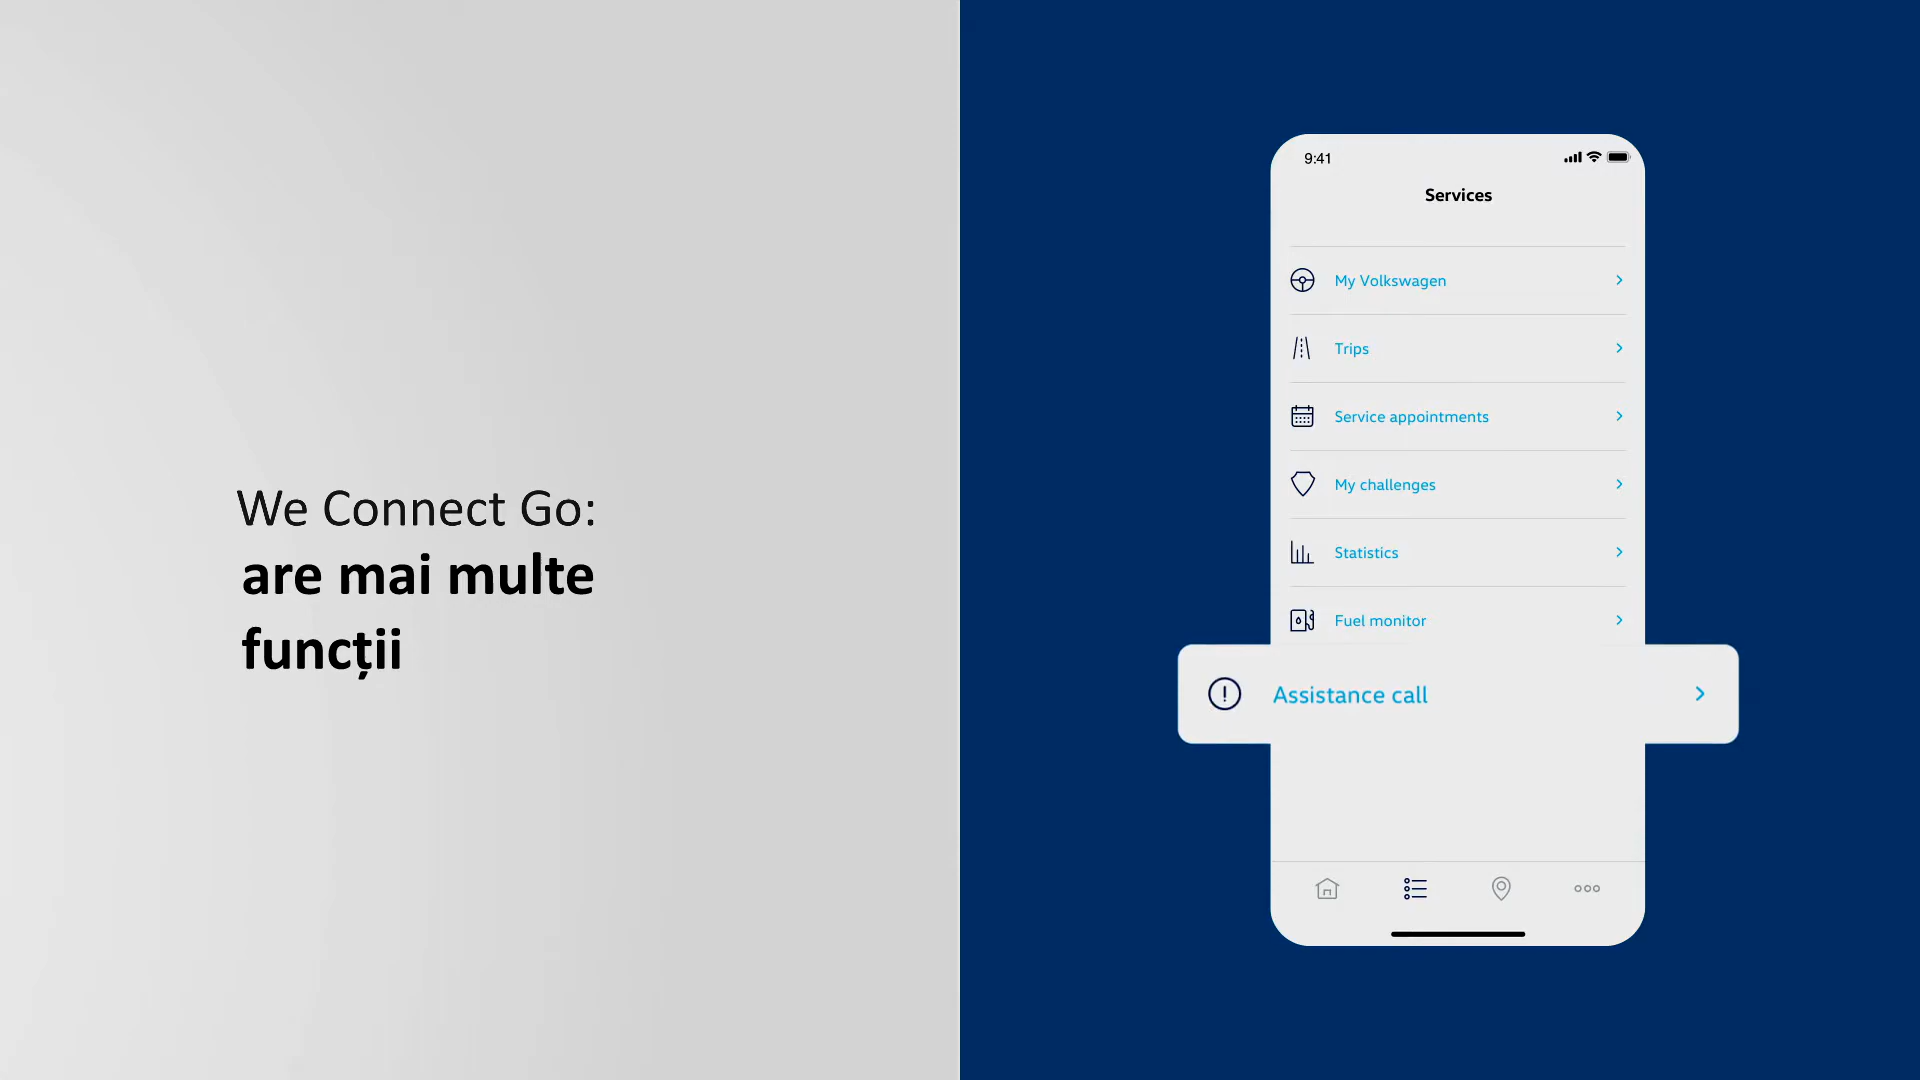 We Connect Go:
are mai multe
funcții
9:41
Services
My Volkswagen
Trips
Service appointments
My challenges
Statistics
Fuel monitor
Assistance call